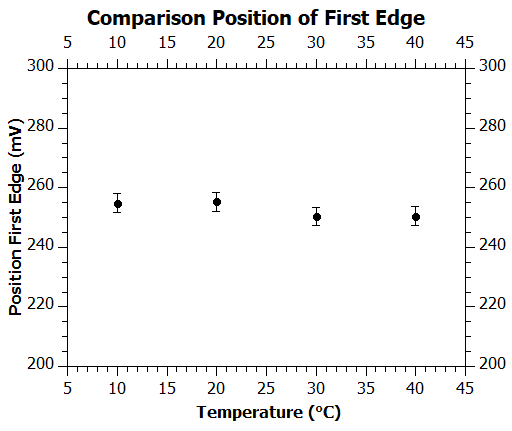 Comparison Position of First Edge
5 10 15 20 25 30 35 40 45
300 300
280 280
260 260
240 240
220 220
200 200
5 10 15 20 25 30 35 40 45
Position First Edge (mV)
Temperature (°C)